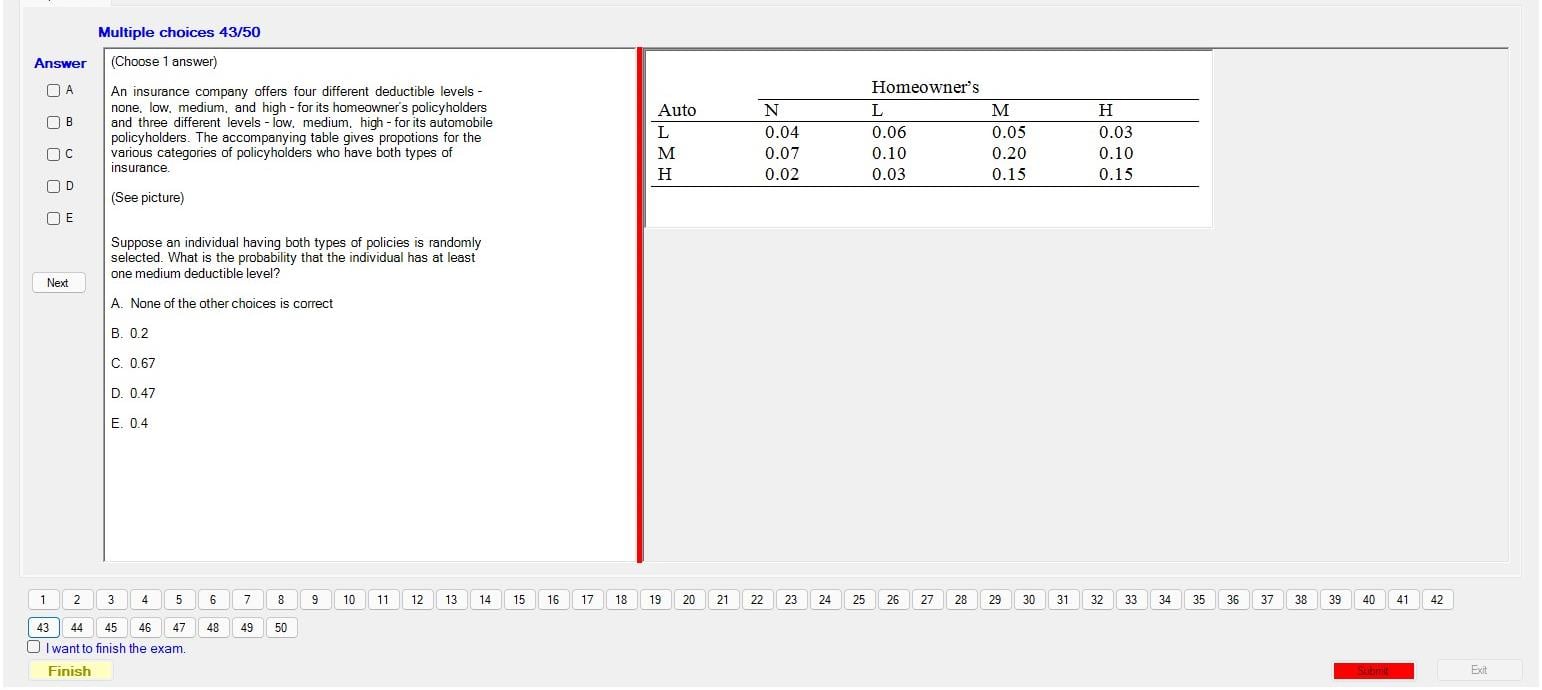 Multiple choices 43/50
Answer
A
B
C
D
E
Next
(Choose 1 answer)
An insurance company offers four different deductible levels -
none, low, medium, and high - for its homeowner's policyholders
and three different levels - low, medium, high - for its automobile
policyholders. The accompanying table gives propotions for the
various categories of policyholders who have both types of
insurance.
(See picture)
Suppose an individual having both types of policies is randomly
selected. What is the probability that the individual has at least
one medium deductible level?
A. None of the other choices is correct
B. 0.2
C. 0.67
D. 0.47
E. 0.4
Homeowner's
Auto N L M H
L 0.04 0.06 0.05 0.03
M 0.07 0.10 0.20 0.10
H 0.02 0.03 0.15 0.15
1 2 3 4 5 6 7 8 9 10 11 12 13 14 15 16 17 18 19 20 21 22 23 24 25 26 27 28 29 30 31 32 33 34 35 36 37 38 39 40 41 42
43 44 45 46 47 48 49 50
I want to finish the exam.
Finish
Submit
Exit